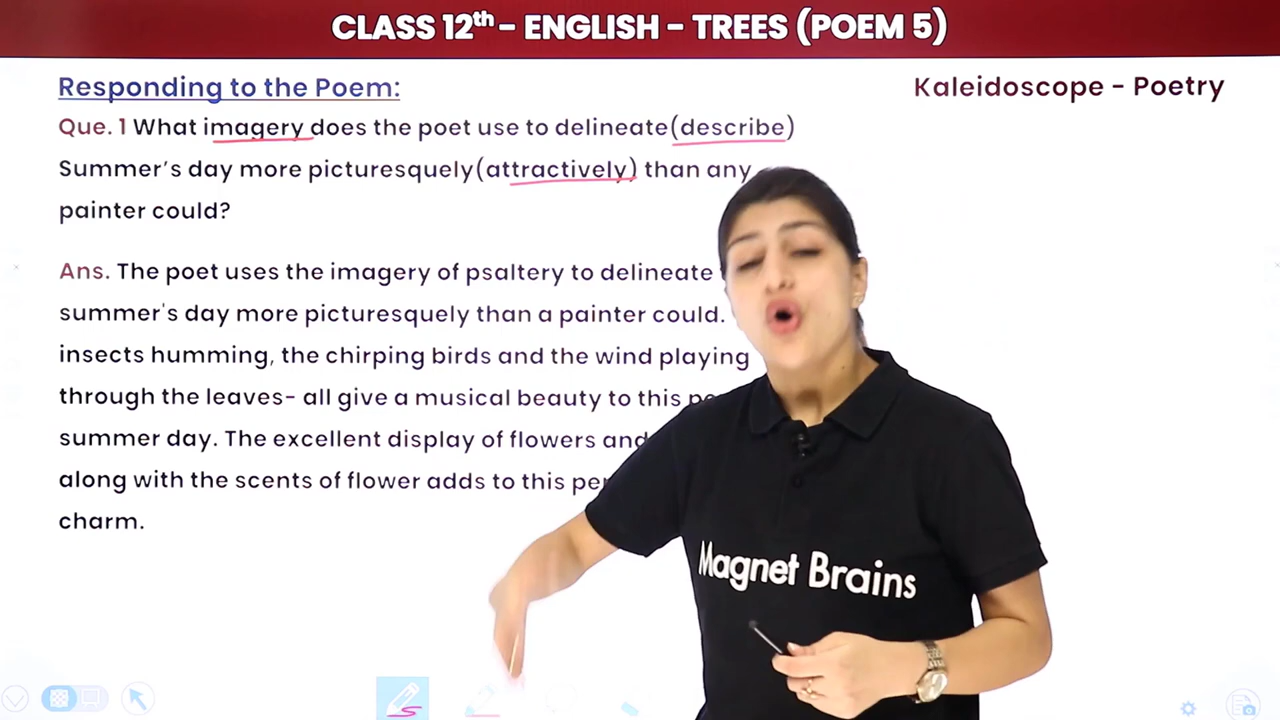 CLASS 12th - ENGLISH - TREES (POEM 5)
Responding to the Poem:
Kaleidoscope - Poetry
Que. 1 What imagery does the poet use to delineate(describe)
Summer's day more picturesquely(attractively) than any
painter could?
Ans. The poet uses the imagery of psaltery to delineate
summer's day more picturesquely than a painter could.
insects humming, the chirping birds and the wind playing
through the leaves- all give a musical beauty to this
summer day. The excellent display of flowers and
along with the scents of flower adds to this
charm.
Magnet Brains